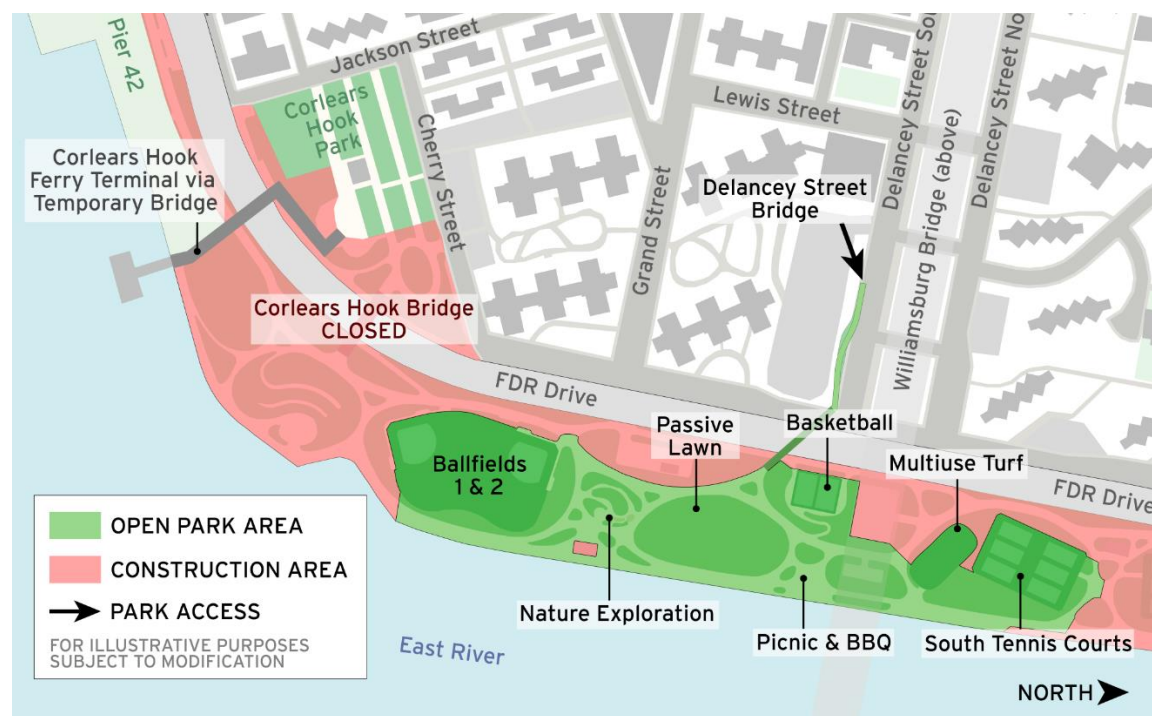 Pier 42
Jackson Street
Corlears
Hook
Park
Cherry Street
Corlears Hook
Ferry Terminal via
Temporary Bridge
Lewis Street
Delancey Street
Bridge
Grand Street
Delancey Street So
Williamsburg Bridge (above)
Delancey Street No
Corlears Hook Bridge
CLOSED
FDR Drive
Passive
Lawn
Basketball
Multiuse Turf
FDR Drive
Ballfields
1 & 2
OPEN PARK AREA
CONSTRUCTION AREA
PARK ACCESS
FOR ILLUSTRATIVE PURPOSES
SUBJECT TO MODIFICATION
Nature Exploration
Picnic & BBQ
South Tennis Courts
East River
NORTH